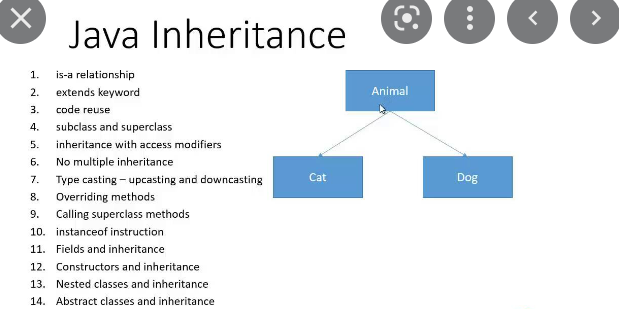 Java Inheritance
1. is-a relationship
2. extends keyword
3. code reuse
4. subclass and superclass
5. inheritance with access modifiers
6. No multiple inheritance
7. Type casting – upcasting and downcasting
8. Overriding methods
9. Calling superclass methods
10. instanceof instruction
11. Fields and inheritance
12. Constructors and inheritance
13. Nested classes and inheritance
14. Abstract classes and inheritance
Animal
Cat
Dog